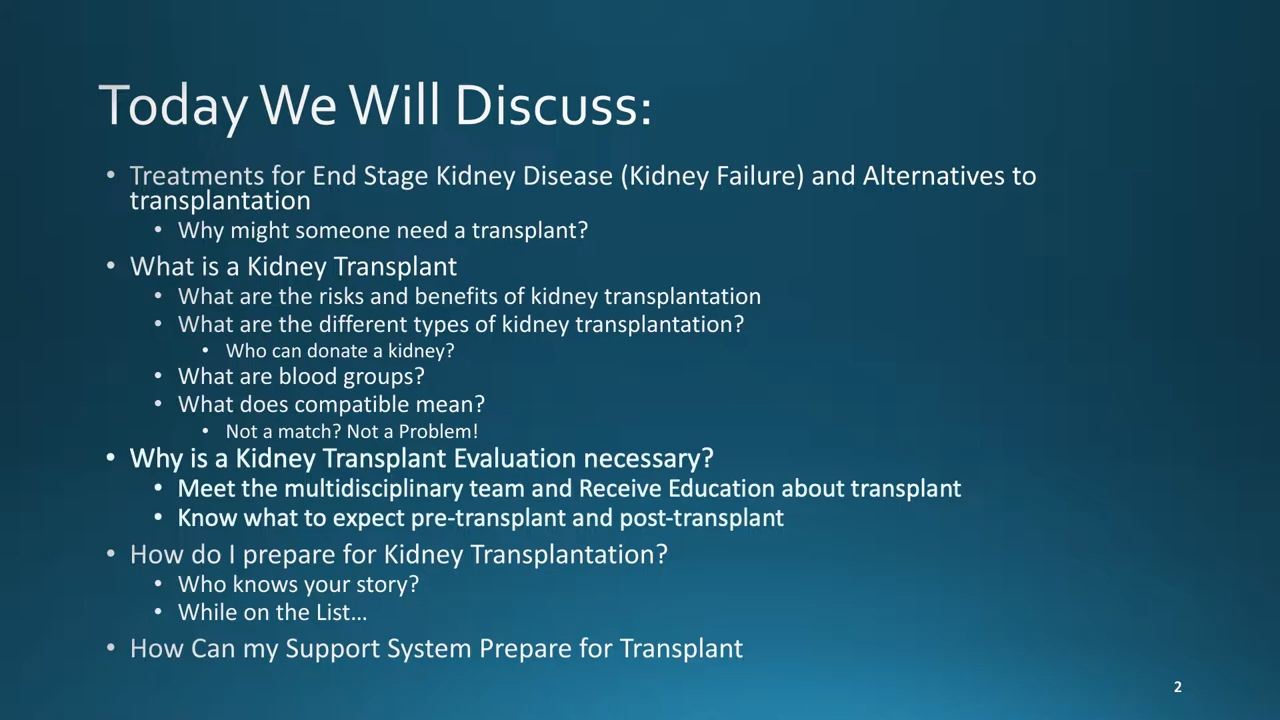 Today We Will Discuss:
• Treatments for End Stage Kidney Disease (Kidney Failure) and Alternatives to
transplantation
• Why might someone need a transplant?
• What is a Kidney Transplant
• What are the risks and benefits of kidney transplantation
• What are the different types of kidney transplantation?
• Who can donate a kidney?
• What are blood groups?
• What does compatible mean?
• Not a match? Not a Problem!
• Why is a Kidney Transplant Evaluation necessary?
• Meet the multidisciplinary team and Receive Education about transplant
• Know what to expect pre-transplant and post-transplant
• How do I prepare for Kidney Transplantation?
• Who knows your story?
• While on the List…
• How Can my Support System Prepare for Transplant
2